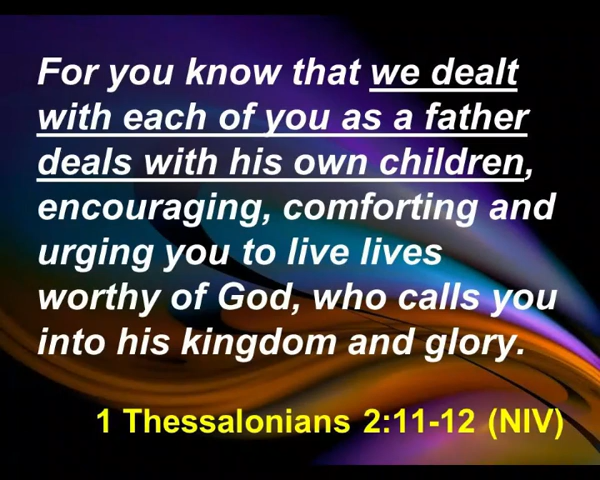 For you know that we dealt
with each of you as a father
deals with his own children,
encouraging, comforting and
urging you to live lives
worthy of God, who calls you
into his kingdom and glory.
1 Thessalonians 2:11-12 (NIV)